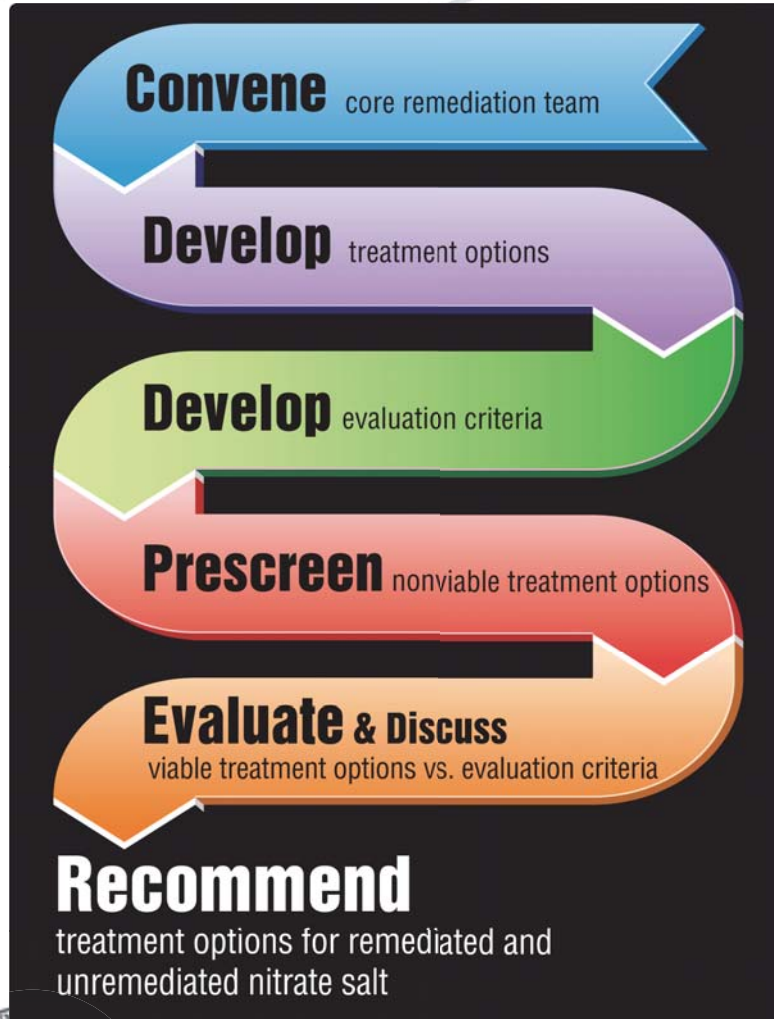 Convene core remediation team
Develop treatment options
Develop evaluation criteria
Prescreen nonviable treatment options
Evaluate & Discuss
viable treatment options vs. evaluation criteria
Recommend
treatment options for remediated and
unremediated nitrate salt